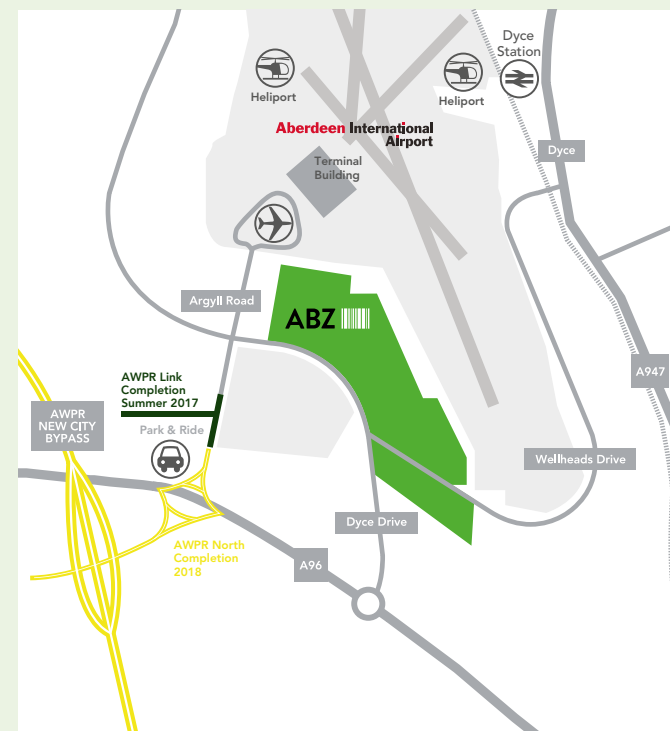 Dyce
Station
Heliport
Heliport
Aberdeen International
Airport
Terminal
Building
Dyce
Argyll Road
ABZ
AWPR Link
Completion
Summer 2017
A947
AWPR
NEW CITY
BYPASS
Park & Ride
Wellheads Drive
Dyce Drive
AWPR North
Completion
2018
A96